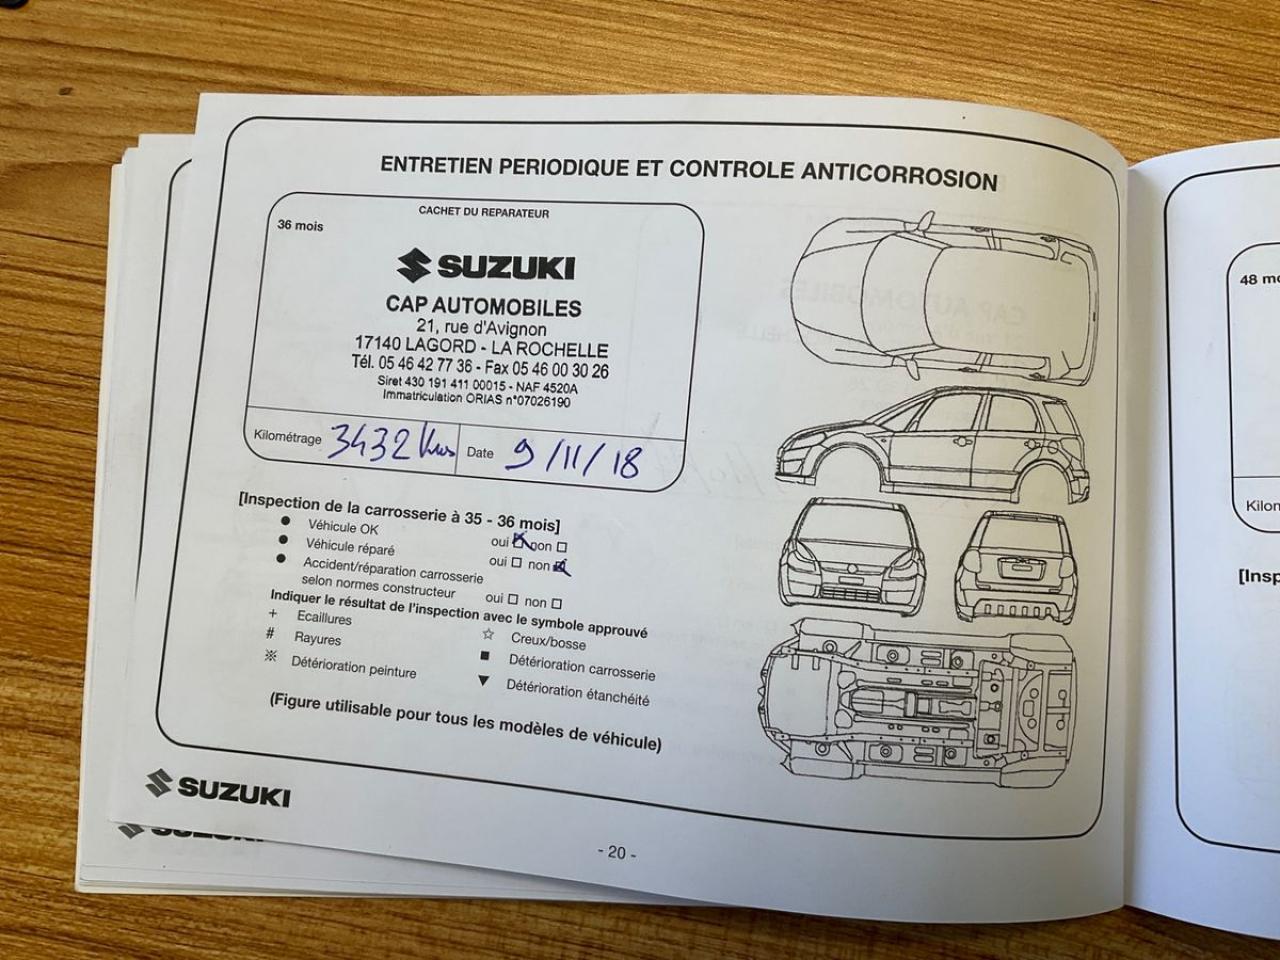 ENTRETIEN PERIODIQUE ET CONTROLE ANTICORROSION
CACHET DU REPARATEUR
36 mois
SUZUKI
CAP AUTOMOBILES
21, rue d'Avignon
17140 LAGORD - LA ROCHELLE
Tél. 05 46 42 77 36 - Fax 05 46 00 30 26
Siret 430 191 411 00015 - NAF 4520A
Immatriculation ORIAS n°07026190
Kilométrage 3432 kms Date 9/11/18
[Inspection de la carrosserie à 35 - 36 mois]
● Véhicule OK oui ☒ non ☐
● Véhicule réparé oui ☐ non ☒
● Accident/réparation carrosserie
selon normes constructeur oui ☐ non ☐
Indiquer le résultat de l'inspection avec le symbole approuvé
+ Ecaillures ☆ Creux/bosse
# Rayures ■ Détérioration carrosserie
※ Détérioration peinture ▼ Détérioration étanchéité
(Figure utilisable pour tous les modèles de véhicule)
SUZUKI
- 20 -
SUZUKI
48 mo
Kilom
[Insp